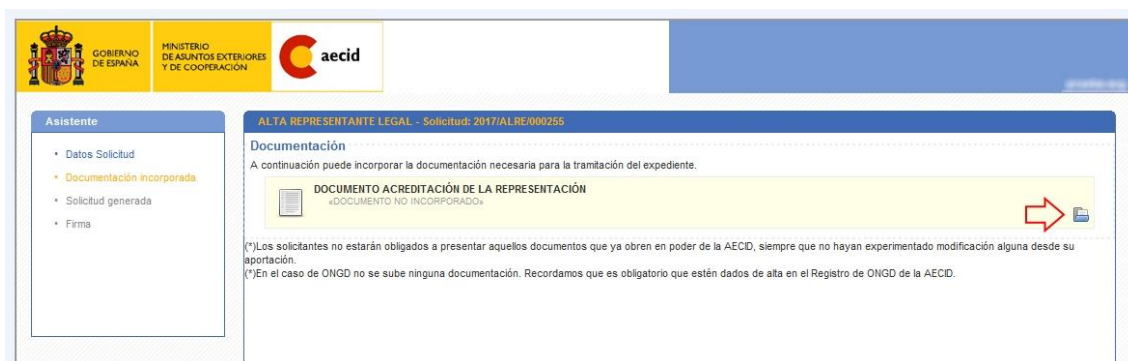 GOBIERNO
DE ESPAÑA
MINISTERIO
DE ASUNTOS EXTERIORES
Y DE COOPERACIÓN
aecid
Asistente
• Datos Solicitud
• Documentación incorporada
• Solicitud generada
• Firma
ALTA REPRESENTANTE LEGAL - Solicitud: 2017/ALRE/000255
Documentación
A continuación puede incorporar la documentación necesaria para la tramitación del expediente.
DOCUMENTO ACREDITACIÓN DE LA REPRESENTACIÓN
«DOCUMENTO NO INCORPORADO»
(*)Los solicitantes no estarán obligados a presentar aquellos documentos que ya obren en poder de la AECID, siempre que no hayan experimentado modificación alguna desde su
aportación.
(*)En el caso de ONGD no se sube ninguna documentación. Recordamos que es obligatorio que estén dados de alta en el Registro de ONGD de la AECID.